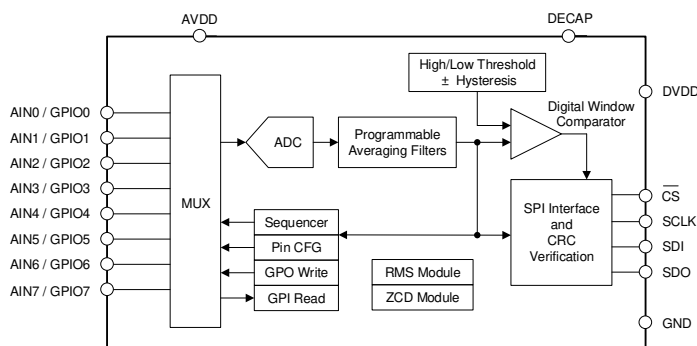 AVDD
DECAP
High/Low Threshold
± Hysteresis
DVDD
AIN0 / GPIO0
AIN1 / GPIO1
AIN2 / GPIO2
AIN3 / GPIO3
AIN4 / GPIO4
AIN5 / GPIO5
AIN6 / GPIO6
AIN7 / GPIO7
MUX
ADC
Programmable
Averaging Filters
Digital Window
Comparator
Sequencer
Pin CFG
GPO Write
GPI Read
RMS Module
ZCD Module
SPI Interface
and
CRC
Verification
CS
SCLK
SDI
SDO
GND